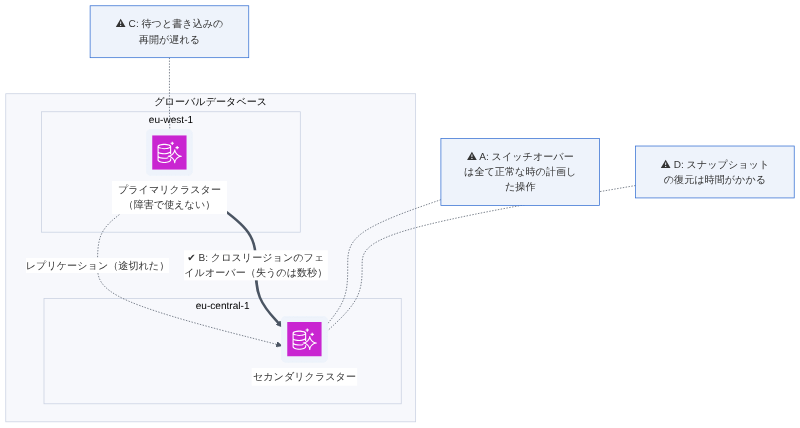 ⚠ C: 待つと書き込みの
再開が遅れる
グローバルデータベース
eu-west-1
プライマリクラスター
（障害で使えない）
⚠ A: スイッチオーバー
は全て正常な時の計画し
た操作
⚠ D: スナップショット
の復元は時間がかかる
レプリケーション（途切れた）
✔ B: クロスリージョンのフェ
イルオーバー（失うのは数秒）
eu-central-1
セカンダリクラスター